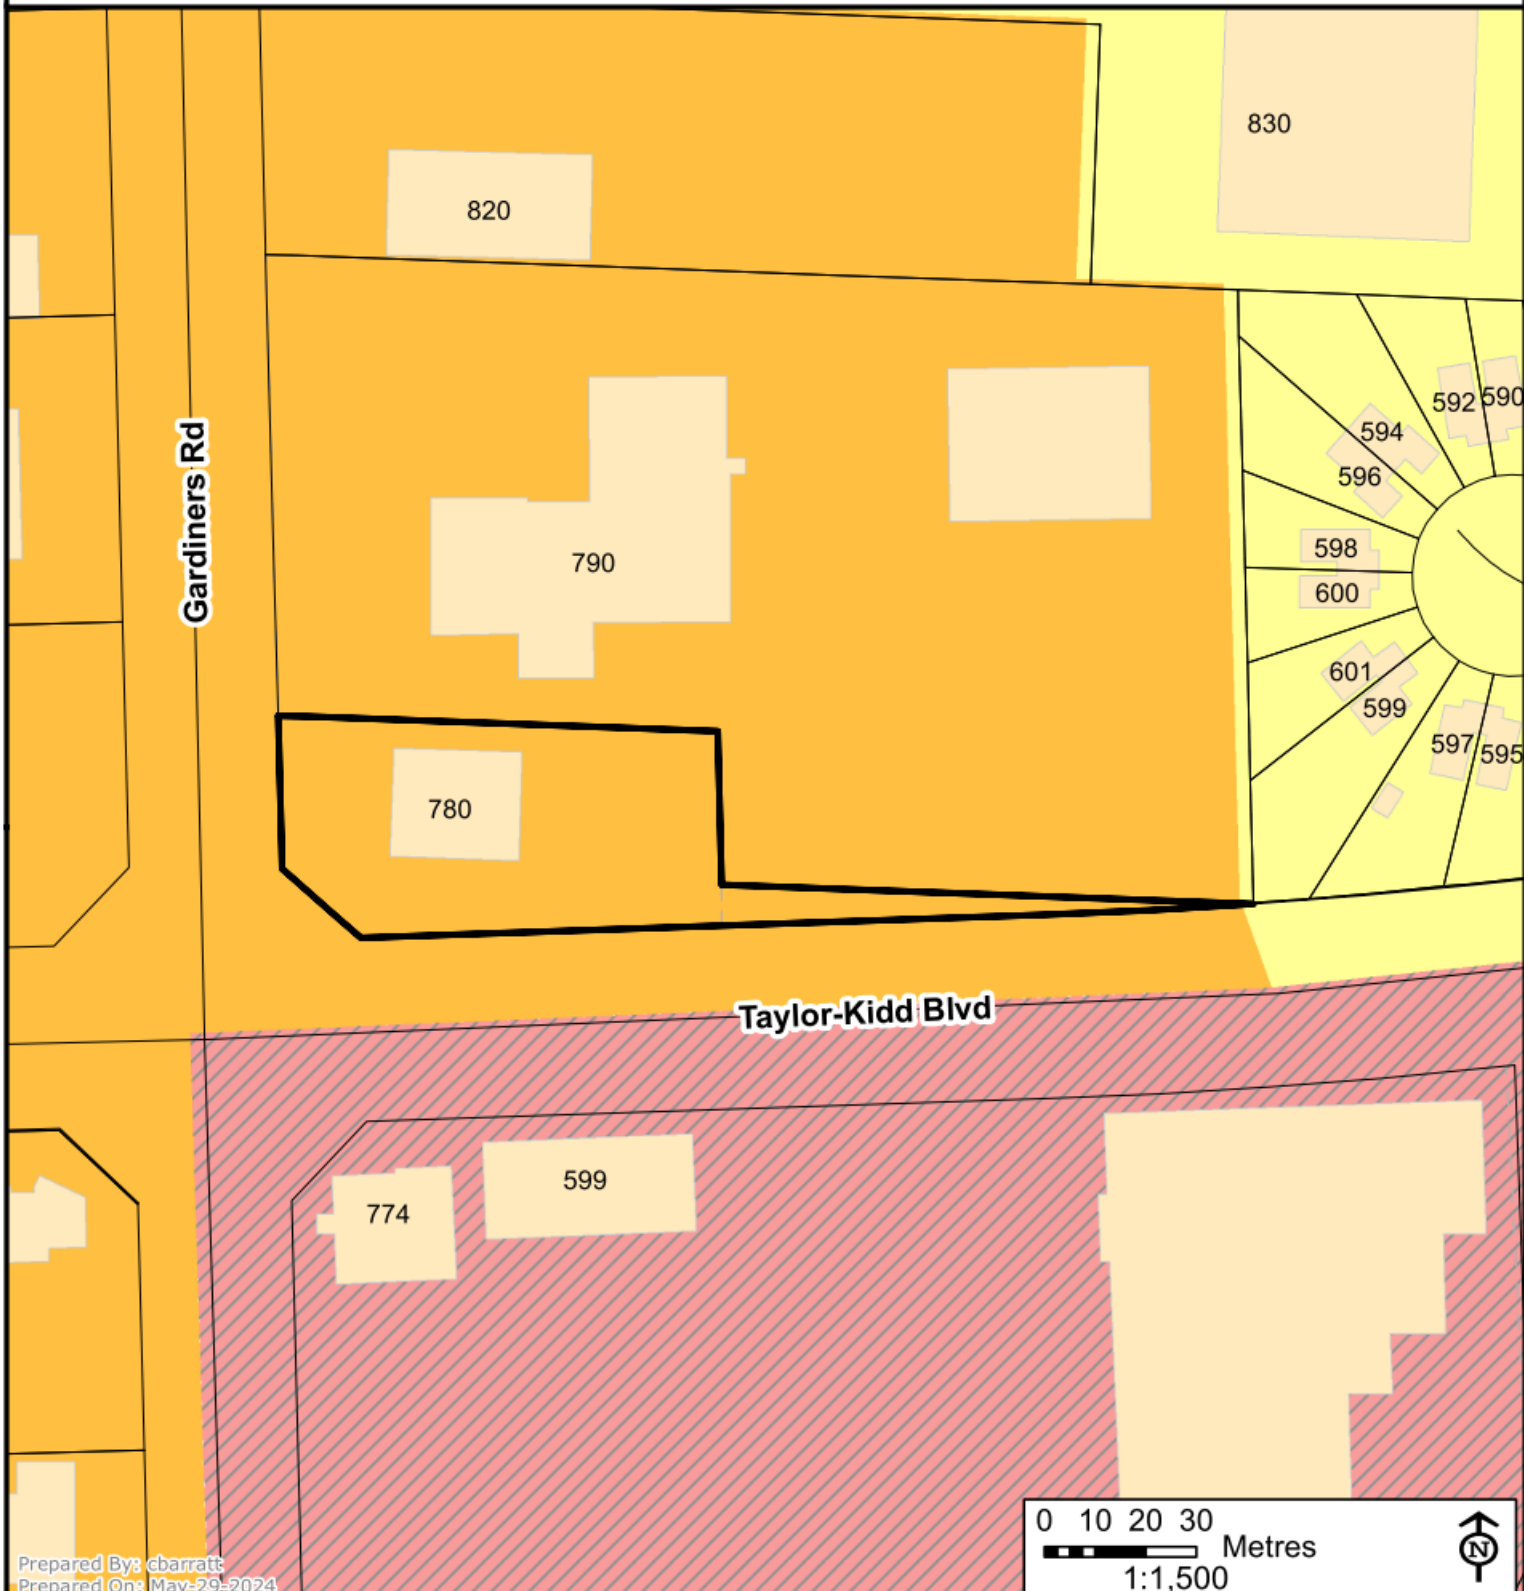 830
820
592
590
594
596
Gardiners Rd
598
790
600
601
599
597
595
780
Taylor-Kidd Blvd
599
774
0 10 20 30
Metres
N
1:1,500
Prepared By: cbarratt
Prepared On: May-29-2024